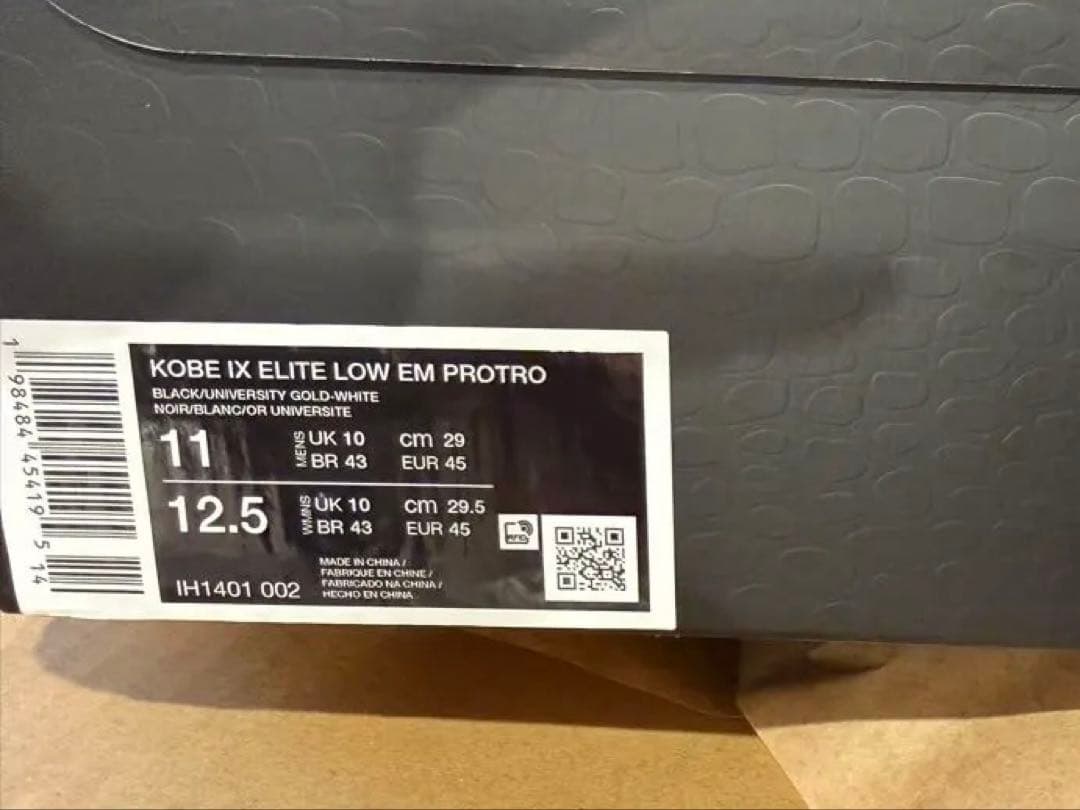 KOBE IX ELITE LOW EM PROTRO
BLACK/UNIVERSITY GOLD-WHITE
NOIR/BLANC/OR UNIVERSITE
11 MENS UK 10 cm 29
BR 43 EUR 45
12.5 WMNS UK 10 cm 29.5
BR 43 EUR 45
RFID
MADE IN CHINA /
FABRIQUE EN CHINE /
FABRICADO NA CHINA /
HECHO EN CHINA
IH1401 002
1 98484 45419 5 14